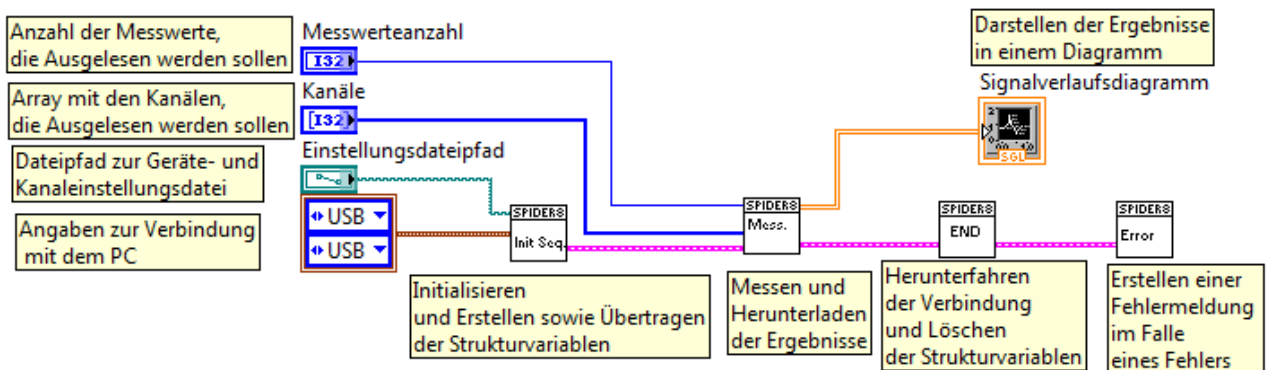 Anzahl der Messwerte,
die Ausgelesen werden sollen
Messwerteanzahl
I32
Array mit den Kanälen,
die Ausgelesen werden sollen
Kanäle
[I32]
Dateipfad zur Geräte- und
Kanaleinstellungsdatei
Einstellungsdateipfad
Angaben zur Verbindung
mit dem PC
USB
USB
SPIDER8
Init Seq.
Initialisieren
und Erstellen sowie Übertragen
der Strukturvariablen
SPIDER8
Mess.
Messen und
Herunterladen
der Ergebnisse
Darstellen der Ergebnisse
in einem Diagramm
Signalverlaufsdiagramm
SGL
SPIDER8
END
Herunterfahren
der Verbindung
und Löschen
der Strukturvariablen
SPIDER8
Error
Erstellen einer
Fehlermeldung
im Falle
eines Fehlers